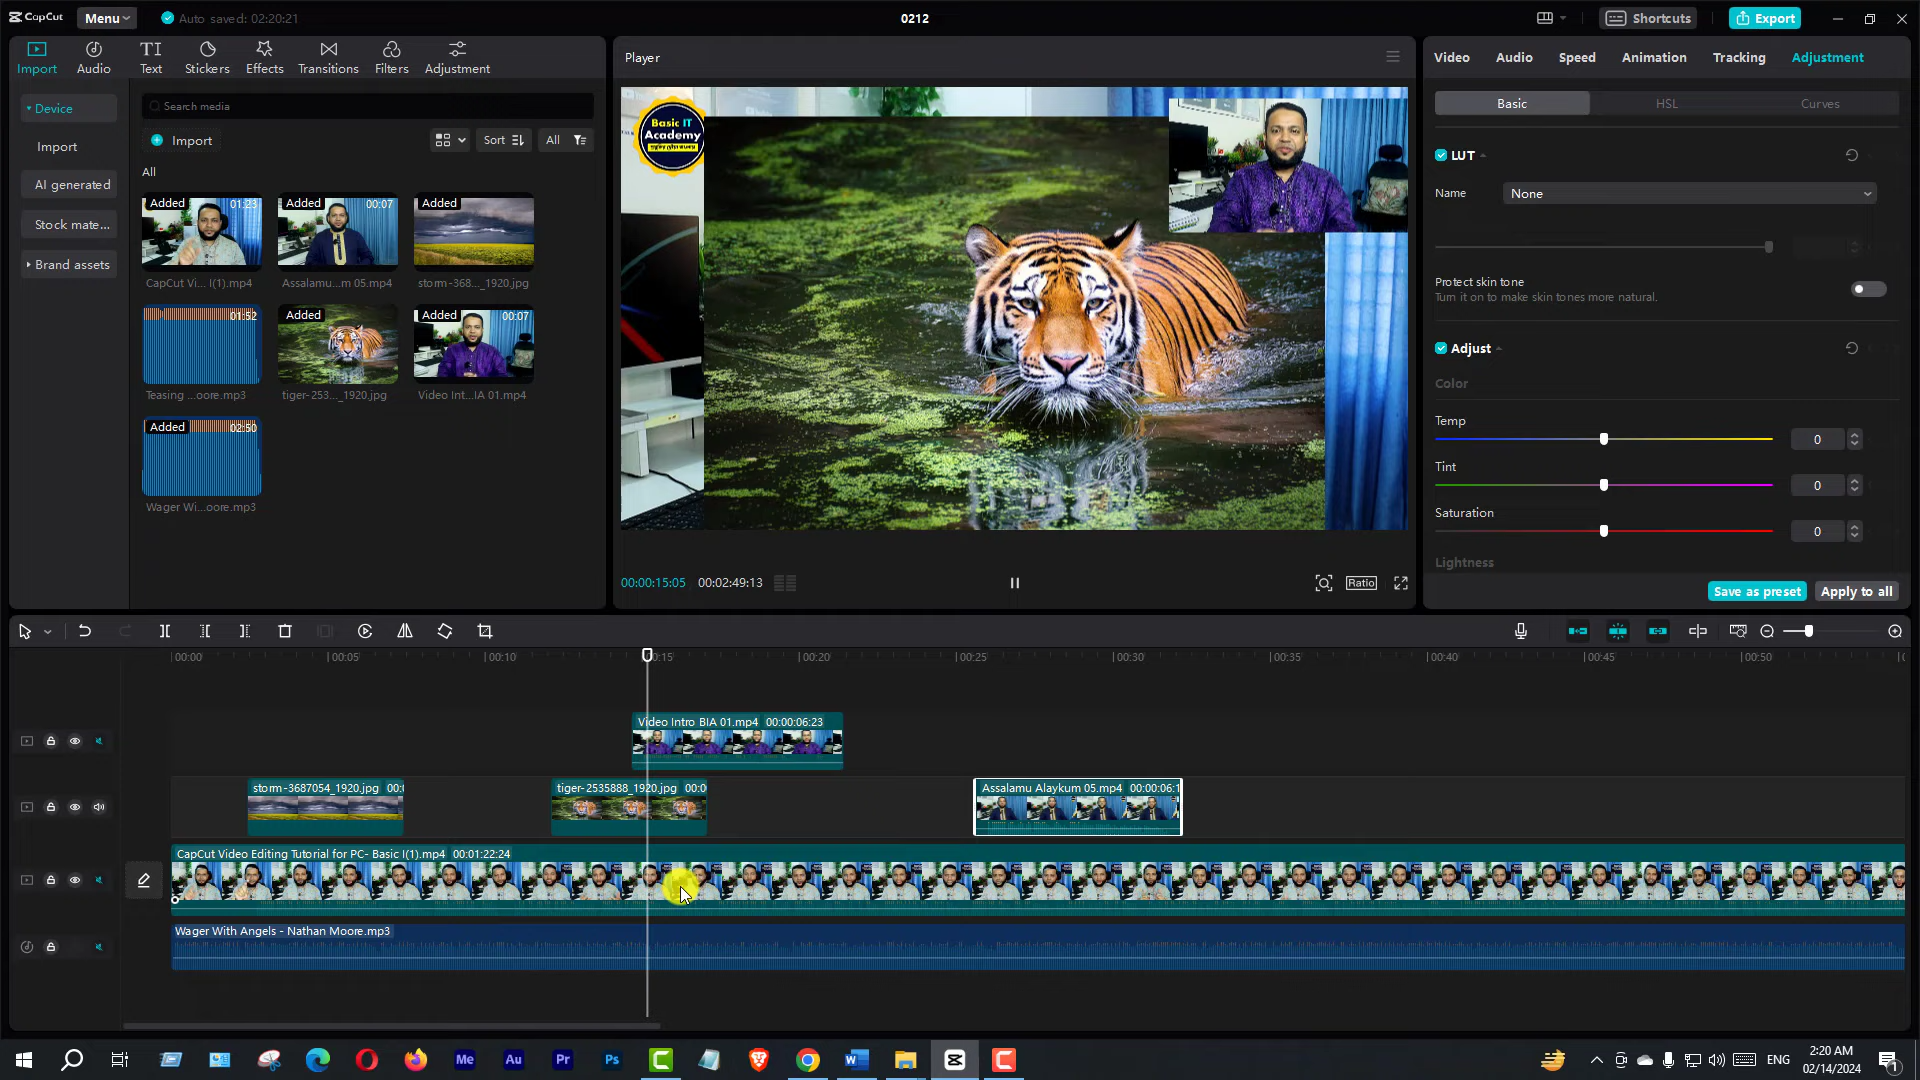 CapCut
Menu
Auto saved: 02:20:21
0212
Shortcuts
Export
Import
Audio
Text
Stickers
Effects
Transitions
Filters
Adjustment
Player
Video
Audio
Speed
Animation
Tracking
Adjustment
Device
Import
AI generated
Stock mate...
Brand assets
Search media
Import
Sort
All
All
Added 01:23
Added 00:07
Added
CapCut Vi... I(1).mp4
Assalamu...m 05.mp4
storm-368..._1920.jpg
01:52
Added
Added 00:07
Teasing ...oore.mp3
tiger-253..._1920.jpg
Video Int...IA 01.mp4
Added 02:50
Wager Wi...oore.mp3
Basic IT
Academy
00:00:15:05
00:02:49:13
Ratio
Basic
HSL
Curves
LUT
Name
None
Protect skin tone
Turn it on to make skin tones more natural.
Adjust
Color
Temp
0
Tint
0
Saturation
0
Lightness
Save as preset
Apply to all
00:00
00:05
00:10
00:15
00:20
00:25
00:30
00:35
00:40
00:45
00:50
Video Intro BIA 01.mp4 00:00:06:23
storm-3687054_1920.jpg 00:0
tiger-2535888_1920.jpg 00:0
Assalamu Alaykum 05.mp4 00:00:06:1
CapCut Video Editing Tutorial for PC- Basic I(1).mp4 00:01:22:24
Wager With Angels - Nathan Moore.mp3
Me
Au
Pr
Ps
ENG
2:20 AM
02/14/2024
1